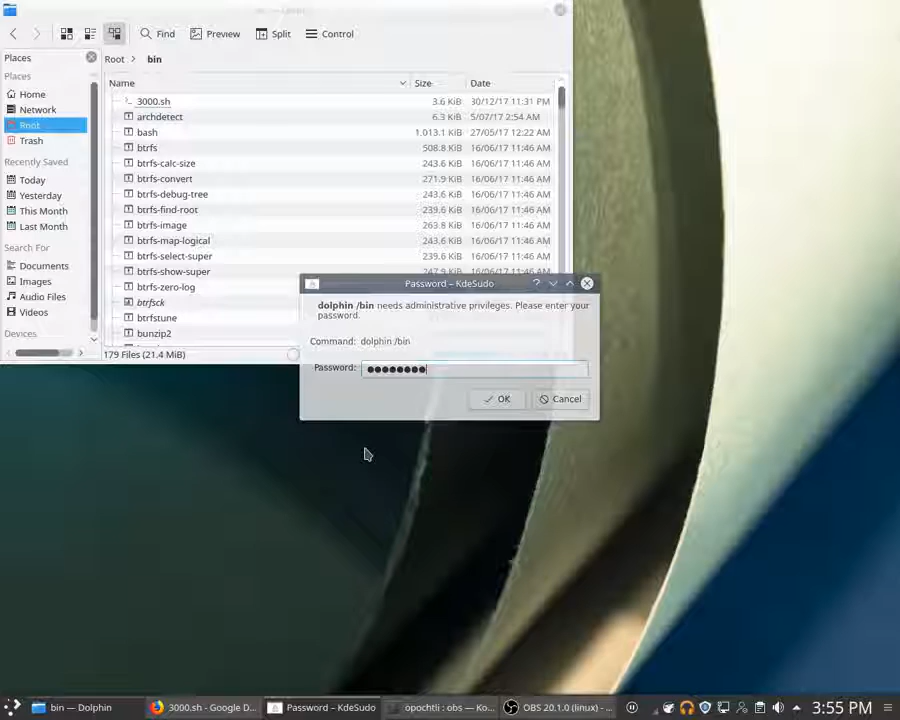 Find
Preview
Split
Control
Places
Root > bin
Places
Home
Network
Root
Trash
Recently Saved
Today
Yesterday
This Month
Last Month
Search For
Documents
Images
Audio Files
Videos
Devices
Name Size Date
3000.sh 3.6 KiB 30/12/17 11:31 PM
archdetect 6.3 KiB 5/07/17 2:54 AM
bash 1.013.1 KiB 27/05/17 12:22 AM
btrfs 508.8 KiB 16/06/17 11:46 AM
btrfs-calc-size 243.6 KiB 16/06/17 11:46 AM
btrfs-convert 271.9 KiB 16/06/17 11:46 AM
btrfs-debug-tree 243.6 KiB 16/06/17 11:46 AM
btrfs-find-root 239.6 KiB 16/06/17 11:46 AM
btrfs-image 263.8 KiB 16/06/17 11:46 AM
btrfs-map-logical 243.6 KiB 16/06/17 11:46 AM
btrfs-select-super 239.6 KiB 16/06/17 11:46 AM
btrfs-show-super 247.9 KiB 16/06/17 11:46 AM
btrfs-zero-log
btrfsck
btrfstune
bunzip2
179 Files (21.4 MiB)
Password – KdeSudo
dolphin /bin needs administrative privileges. Please enter your
password.
Command: dolphin /bin
Password: ●●●●●●●●
OK
Cancel
bin — Dolphin
3000.sh - Google D...
Password – KdeSudo
opochtli : obs — Ko...
OBS 20.1.0 (linux) - ...
3:55 PM